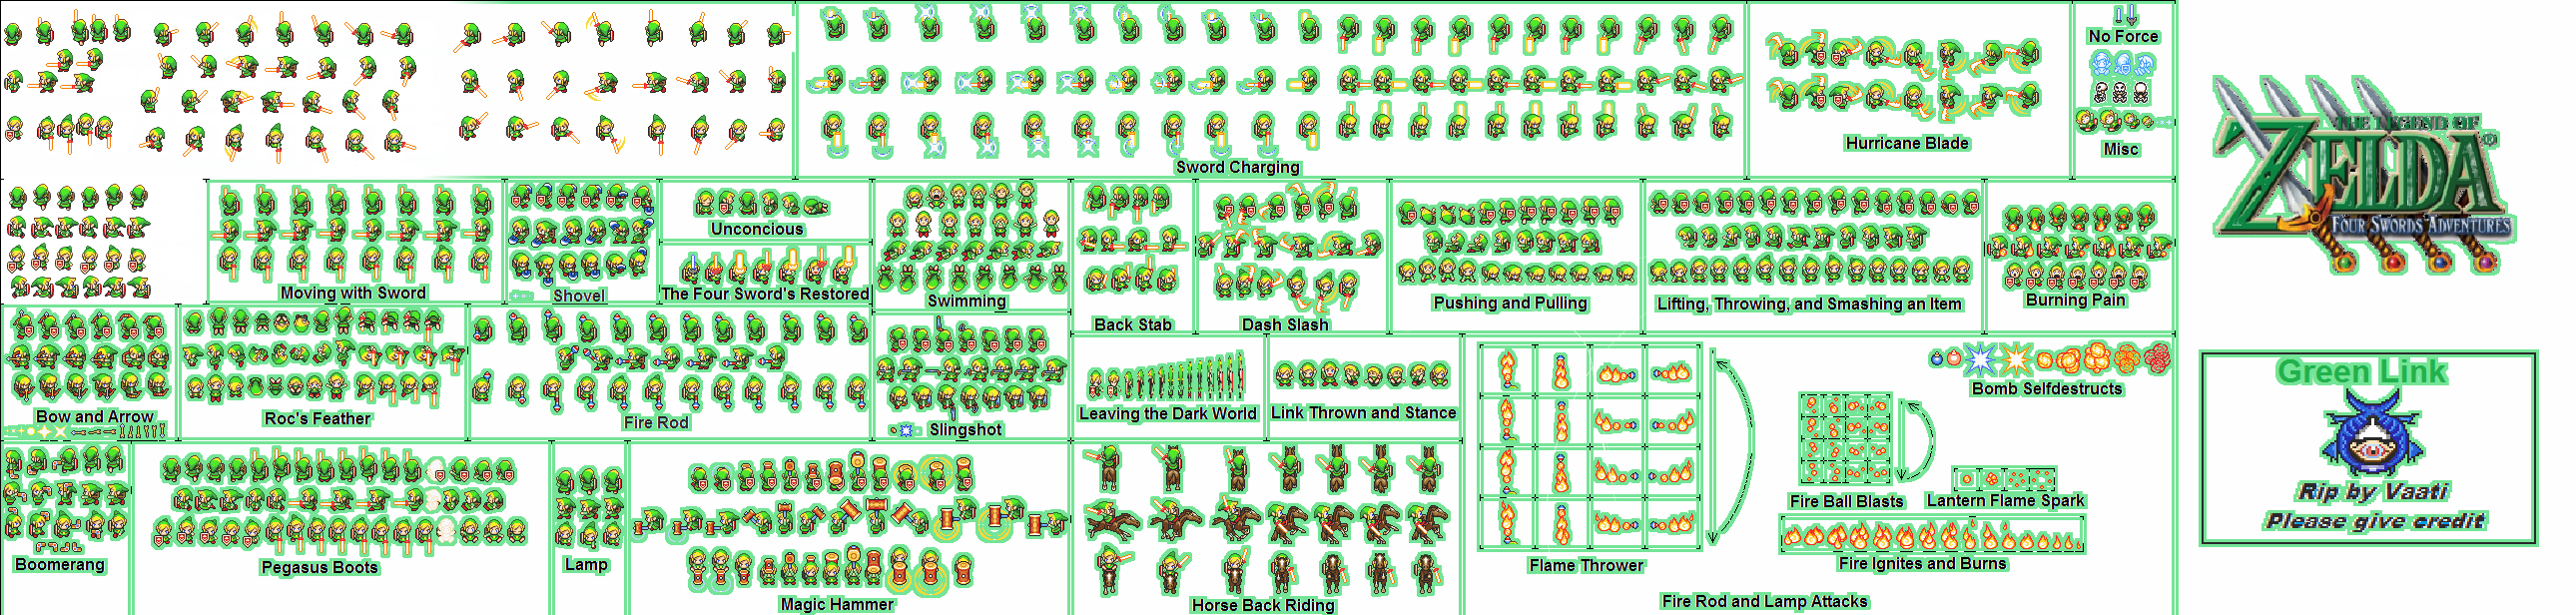 No Force
Hurricane Blade
Misc
Sword Charging
THE LEGEND OF
ZELDA®
FOUR SWORDS ADVENTURES
Unconcious
Moving with Sword
Shovel
The Four Sword's Restored
Swimming
Back Stab
Dash Slash
Pushing and Pulling
Lifting, Throwing, and Smashing an Item
Burning Pain
Bow and Arrow
Roc's Feather
Fire Rod
Slingshot
Leaving the Dark World
Link Thrown and Stance
Bomb Selfdestructs
Green Link
Rip by Vaati
Please give credit
Fire Ball Blasts
Lantern Flame Spark
Boomerang
Pegasus Boots
Lamp
Magic Hammer
Horse Back Riding
Flame Thrower
Fire Ignites and Burns
Fire Rod and Lamp Attacks